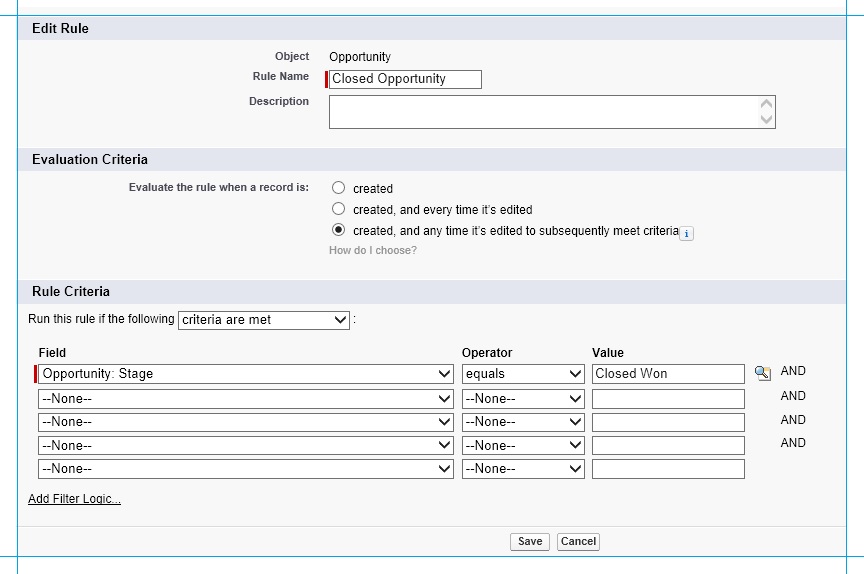 Edit Rule
Object Opportunity
Rule Name Closed Opportunity
Description
Evaluation Criteria
Evaluate the rule when a record is: created
created, and every time it's edited
created, and any time it's edited to subsequently meet criteria i
How do I choose?
Rule Criteria
Run this rule if the following criteria are met :
Field Operator Value
Opportunity: Stage equals Closed Won AND
--None-- --None-- AND
--None-- --None-- AND
--None-- --None-- AND
--None-- --None--
Add Filter Logic...
Save Cancel